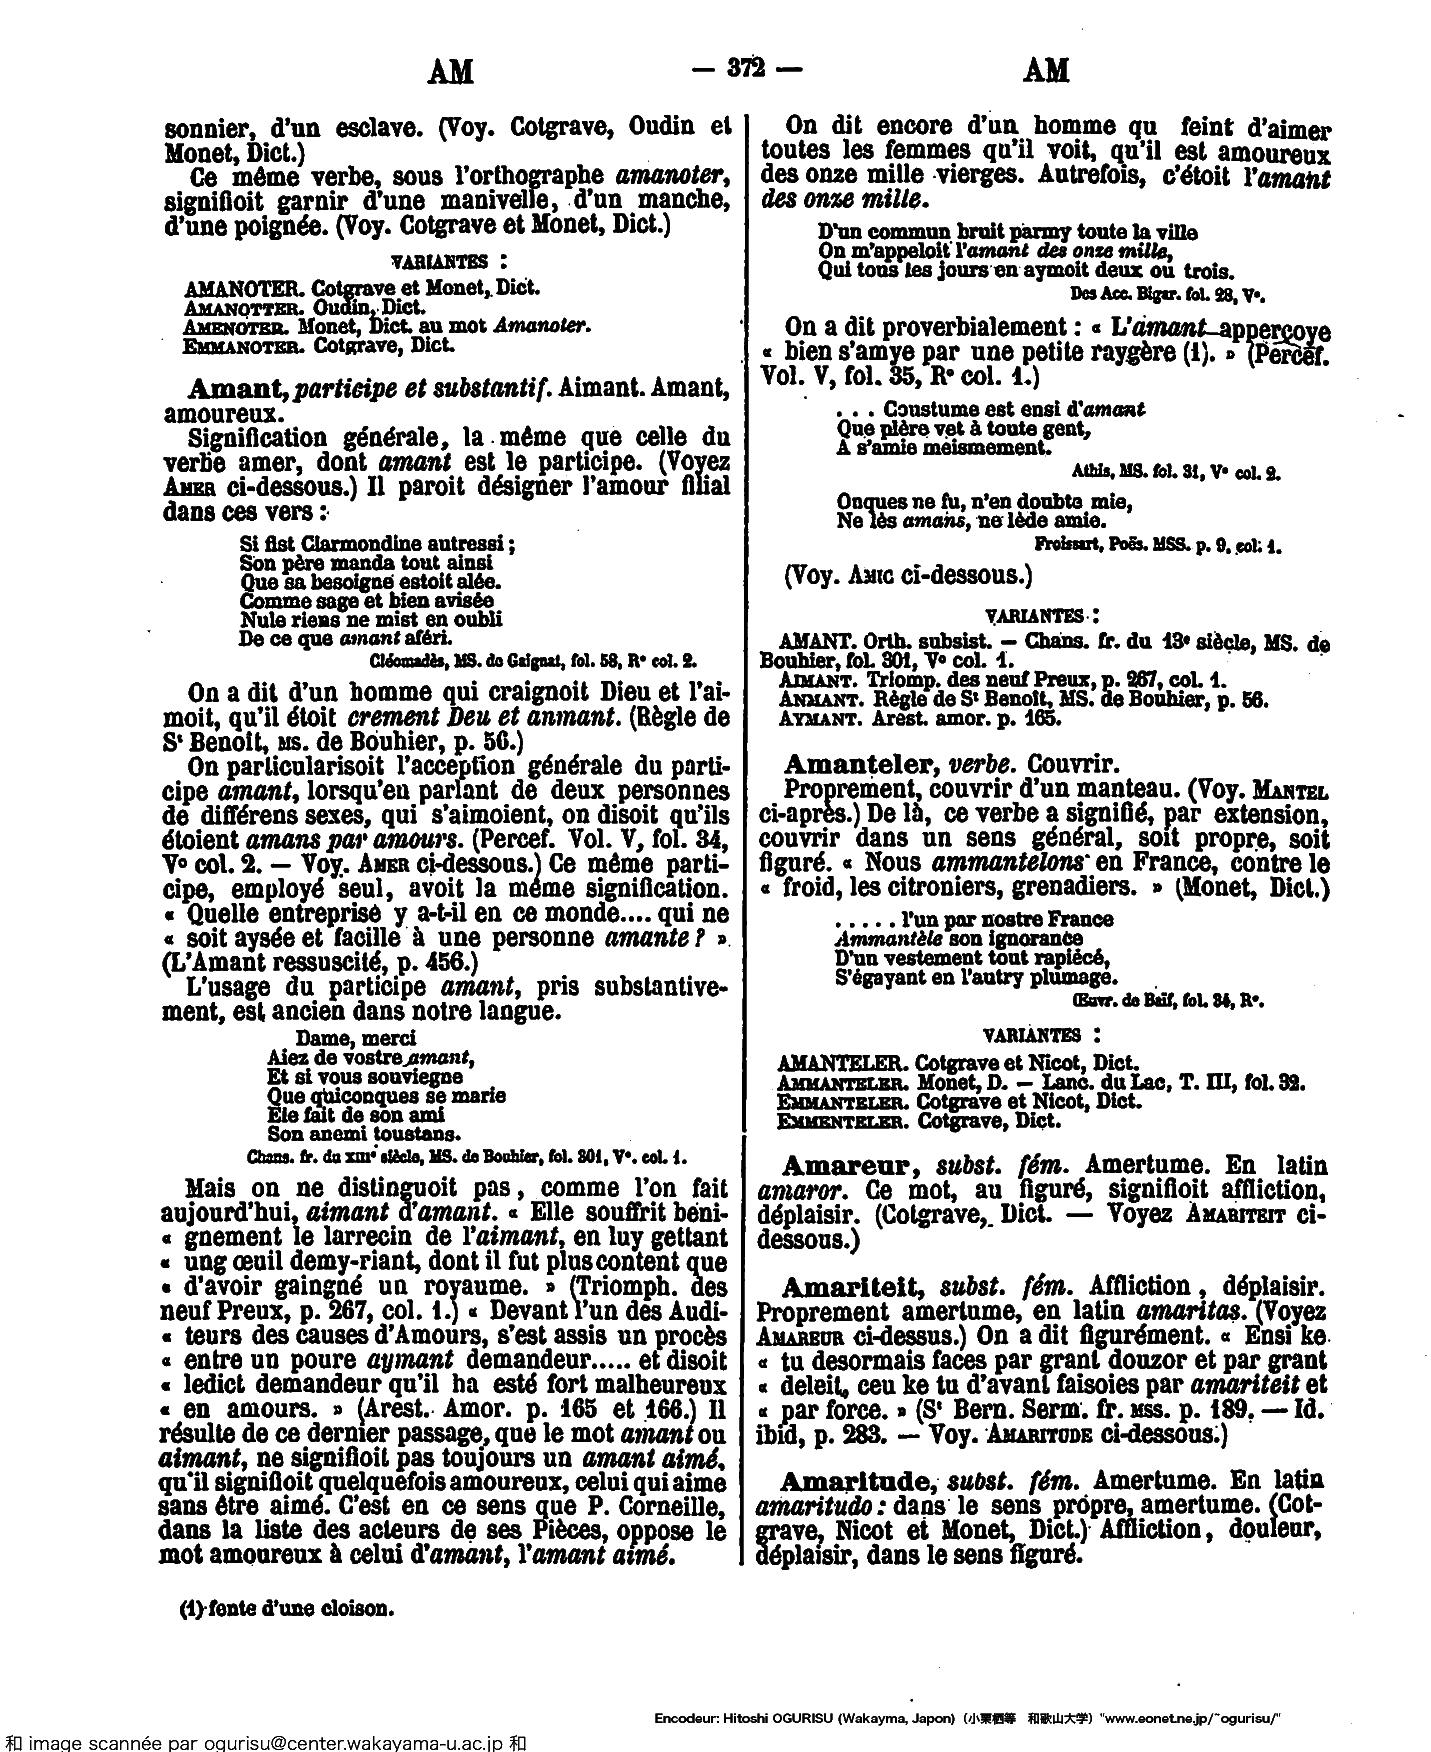 AM
— 372 —
AM
sonnier, d'un esclave. (Voy. Cotgrave, Oudin et
Monet, Dict.)
Ce même verbe, sous l'orthographe amanoter,
signifioit garnir d'une manivelle, d'un manche,
d'une poignée. (Voy. Cotgrave et Monet, Dict.)
VARIANTES :
AMANOTER. Cotgrave et Monet, Dict.
AMANOTTER. Oudin, Dict.
AMENOTER. Monet, Dict. au mot Amanoter.
EMMANOTER. Cotgrave, Dict.
Amant, participe et substantif. Aimant. Amant,
amoureux.
Signification générale, la même que celle du
verbe amer, dont amant est le participe. (Voyez
AMER ci-dessous.) Il paroit désigner l'amour filial
dans ces vers :
Si fist Clarmondine autressi ;
Son père manda tout ainsi
Que sa besoigne estoit alée.
Comme sage et bien avisée
Nule riens ne mist en oubli
De ce que amant aféri.
Cléomadès, MS. de Gaignat, fol. 58, R° col. 2.
On a dit d'un homme qui craignoit Dieu et l'ai-
moit, qu'il étoit crement Deu et anmant. (Règle de
St Benoit, MS. de Bouhier, p. 56.)
On particularisoit l'acception générale du parti-
cipe amant, lorsqu'en parlant de deux personnes
de différens sexes, qui s'aimoient, on disoit qu'ils
étoient amans par amours. (Percef. Vol. V, fol. 34,
V° col. 2. — Voy. AMER ci-dessous.) Ce même parti-
cipe, employé seul, avoit la même signification.
« Quelle entreprise y a-t-il en ce monde.... qui ne
« soit aysée et facille à une personne amante ? »
(L'Amant ressuscité, p. 456.)
L'usage du participe amant, pris substantive-
ment, est ancien dans notre langue.
Dame, merci
Aiez de vostre amant,
Et si vous souviegne
Que quiconques se marie
Ele fait de son ami
Son anemi toustans.
Chans. fr. du XIIIe siècle, MS. de Bouhier, fol. 301, V°. col. 1.
Mais on ne distinguoit pas, comme l'on fait
aujourd'hui, aimant d'amant. « Elle souffrit beni-
« gnement le larrecin de l'aimant, en luy gettant
« ung œuil demy-riant, dont il fut plus content que
« d'avoir gaingné un royaume. » (Triomph. des
neuf Preux, p. 267, col. 1.) « Devant l'un des Audi-
« teurs des causes d'Amours, s'est assis un procès
« entre un poure aymant demandeur..... et disoit
« ledict demandeur qu'il ha esté fort malheureux
« en amours. » (Arest. Amor. p. 165 et 166.) Il
résulte de ce dernier passage, que le mot amant ou
aimant, ne signifioit pas toujours un amant aimé,
qu'il signifioit quelquefois amoureux, celui qui aime
sans être aimé. C'est en ce sens que P. Corneille,
dans la liste des acteurs de ses Pièces, oppose le
mot amoureux à celui d'amant, l'amant aimé.
(1) fente d'une cloison.
On dit encore d'un homme qu feint d'aimer
toutes les femmes qu'il voit, qu'il est amoureux
des onze mille vierges. Autrefois, c'étoit l'amant
des onze mille.
D'un commun bruit parmy toute la ville
On m'appeloit l'amant des onze mille,
Qui tous les jours en aymoit deux ou trois.
Des Acc. Bigar. fol. 28, V°.
On a dit proverbialement : « L'amant apperçoye
« bien s'amye par une petite raygère (1). » (Percef.
Vol. V, fol. 35, R° col. 1.)
. . . Coustume est ensi d'amant
Que plère vet à toute gent,
A s'amie meismement.
Athis, MS. fol. 31, V° col. 2.
Onques ne fu, n'en doubte mie,
Ne lès amans, ne lède amie.
Froissart, Poës. MSS. p. 9, col. 1.
(Voy. AMIC ci-dessous.)
VARIANTES :
AMANT. Orth. subsist. — Chans. fr. du 13e siècle, MS. de
Bouhier, fol. 301, V° col. 1.
AIMANT. Triomp. des neuf Preux, p. 267, col. 1.
ANMANT. Règle de St Benoit, MS. de Bouhier, p. 56.
AYMANT. Arest. amor. p. 165.
Amanteler, verbe. Couvrir.
Proprement, couvrir d'un manteau. (Voy. MANTEL
ci-après.) De là, ce verbe a signifié, par extension,
couvrir dans un sens général, soit propre, soit
figuré. « Nous ammantelons en France, contre le
« froid, les citroniers, grenadiers. » (Monet, Dict.)
. . . . . l'un par nostre France
Ammantèle son ignorance
D'un vestement tout rapiécé,
S'égayant en l'autry plumage.
Œuvr. de Baïf, fol. 34, R°.
VARIANTES :
AMANTELER. Cotgrave et Nicot, Dict.
AMMANTELER. Monet, D. — Lanc. du Lac, T. III, fol. 32.
EMMANTELER. Cotgrave et Nicot, Dict.
EMMENTELER. Cotgrave, Dict.
Amareur, subst. fém. Amertume. En latin
amaror. Ce mot, au figuré, signifioit affliction,
déplaisir. (Cotgrave, Dict. — Voyez AMARITEIT ci-
dessous.)
Amariteit, subst. fém. Affliction, déplaisir.
Proprement amertume, en latin amaritas. (Voyez
AMAREUR ci-dessus.) On a dit figurément. « Ensi ke
« tu desormais faces par grant douzor et par grant
« deleit, ceu ke tu d'avant faisoies par amariteit et
« par force. » (St Bern. Serm. fr. MSS. p. 189. — Id.
ibid, p. 283. — Voy. AMARITUDE ci-dessous.)
Amaritude, subst. fém. Amertume. En latin
amaritudo : dans le sens propre, amertume. (Cot-
grave, Nicot et Monet, Dict.) Affliction, douleur,
déplaisir, dans le sens figuré.
Encodeur: Hitoshi OGURISU (Wakayma, Japon) (小栗栖等 和歌山大学) "www.eonet.ne.jp/~ogurisu/"
和 image scannée par ogurisu@center.wakayama-u.ac.jp 和